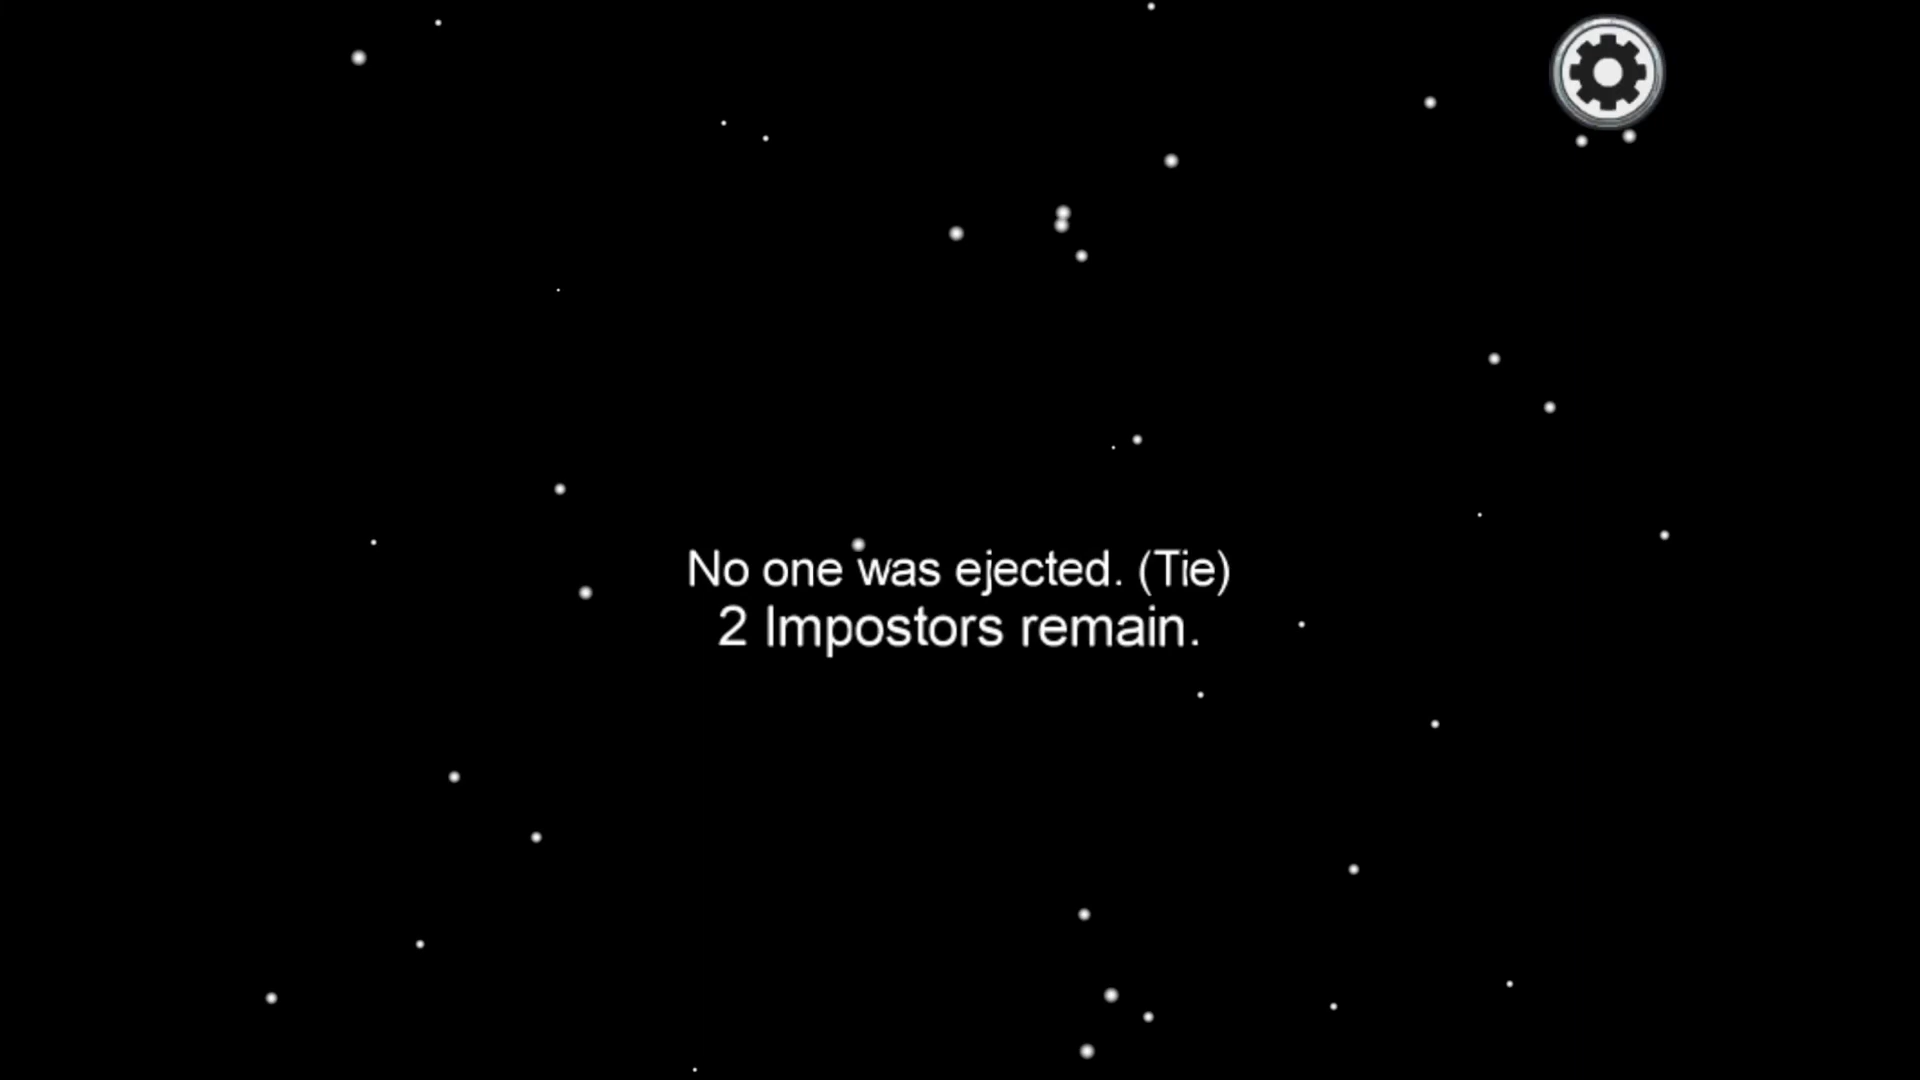 No one was ejected. (Tie)
2 Impostors remain.